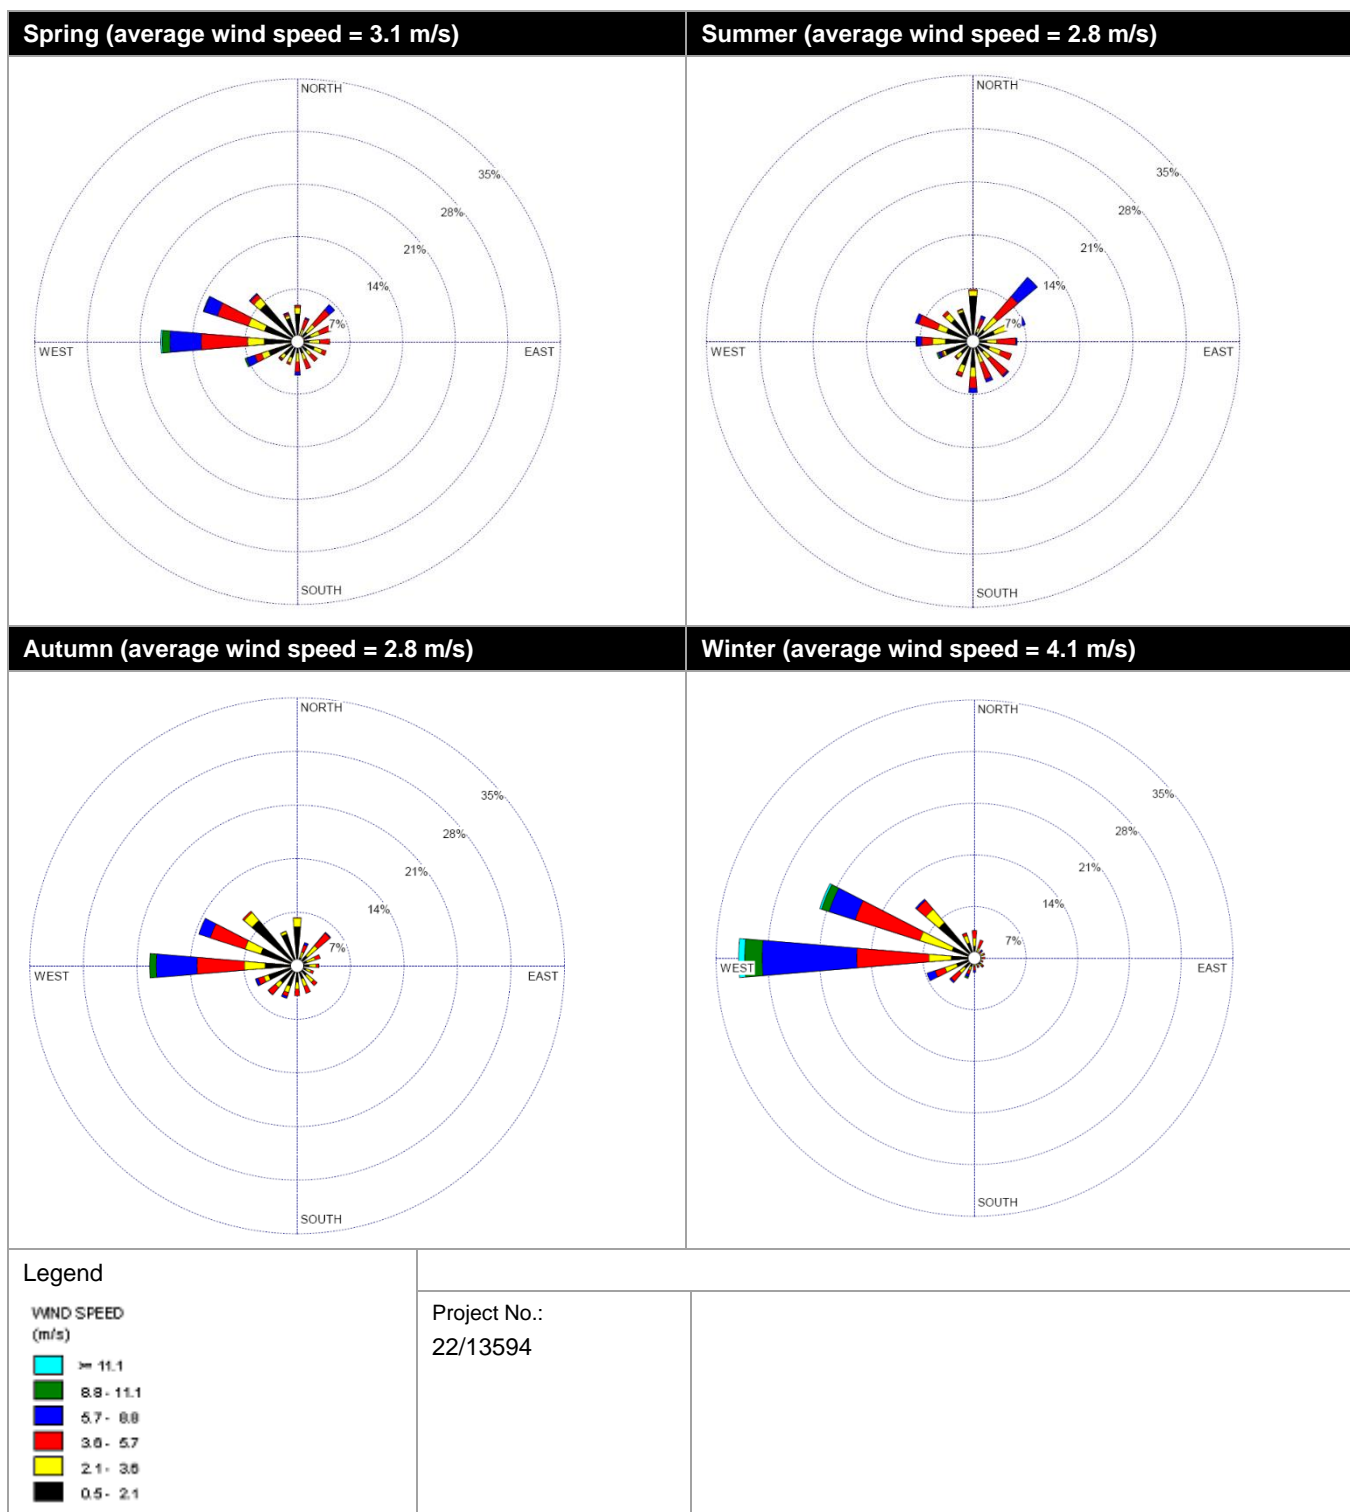 Spring (average wind speed = 3.1 m/s)
Summer (average wind speed = 2.8 m/s)
NORTH
35%
28%
21%
14%
7%
WEST
EAST
SOUTH
NORTH
35%
28%
21%
14%
7%
WEST
EAST
SOUTH
Autumn (average wind speed = 2.8 m/s)
Winter (average wind speed = 4.1 m/s)
NORTH
35%
28%
21%
14%
7%
WEST
EAST
SOUTH
NORTH
35%
28%
21%
14%
7%
WEST
EAST
SOUTH
Legend
WIND SPEED
(m/s)
>= 11.1
8.8 - 11.1
5.7 - 8.8
3.6 - 5.7
2.1 - 3.6
0.5 - 2.1
Project No.:
22/13594